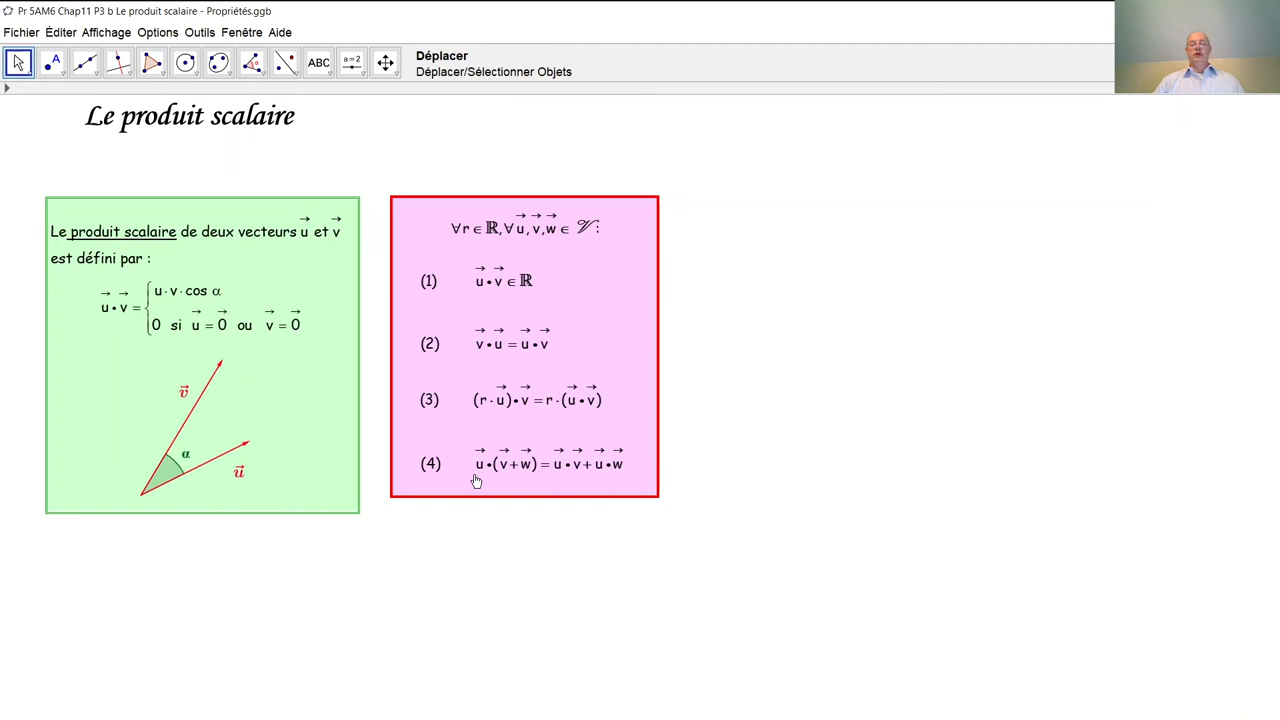 Pr 5AM6 Chap11 P3 b Le produit scalaire - Propriétés.ggb
Fichier Éditer Affichage Options Outils Fenêtre Aide
A
ABC
a=2
Déplacer
Déplacer/Sélectionner Objets
Le produit scalaire
Le produit scalaire de deux vecteurs u⃗ et v⃗
est défini par :
u⃗ • v⃗ = { u · v · cos α
0 si u⃗ = 0⃗ ou v⃗ = 0⃗
v⃗
α
u⃗
∀r ∈ ℝ, ∀u⃗, v⃗, w⃗ ∈ 𝒱 :
(1) u⃗ • v⃗ ∈ ℝ
(2) v⃗ • u⃗ = u⃗ • v⃗
(3) (r · u⃗) • v⃗ = r · (u⃗ • v⃗)
(4) u⃗ • (v⃗ + w⃗) = u⃗ • v⃗ + u⃗ • w⃗